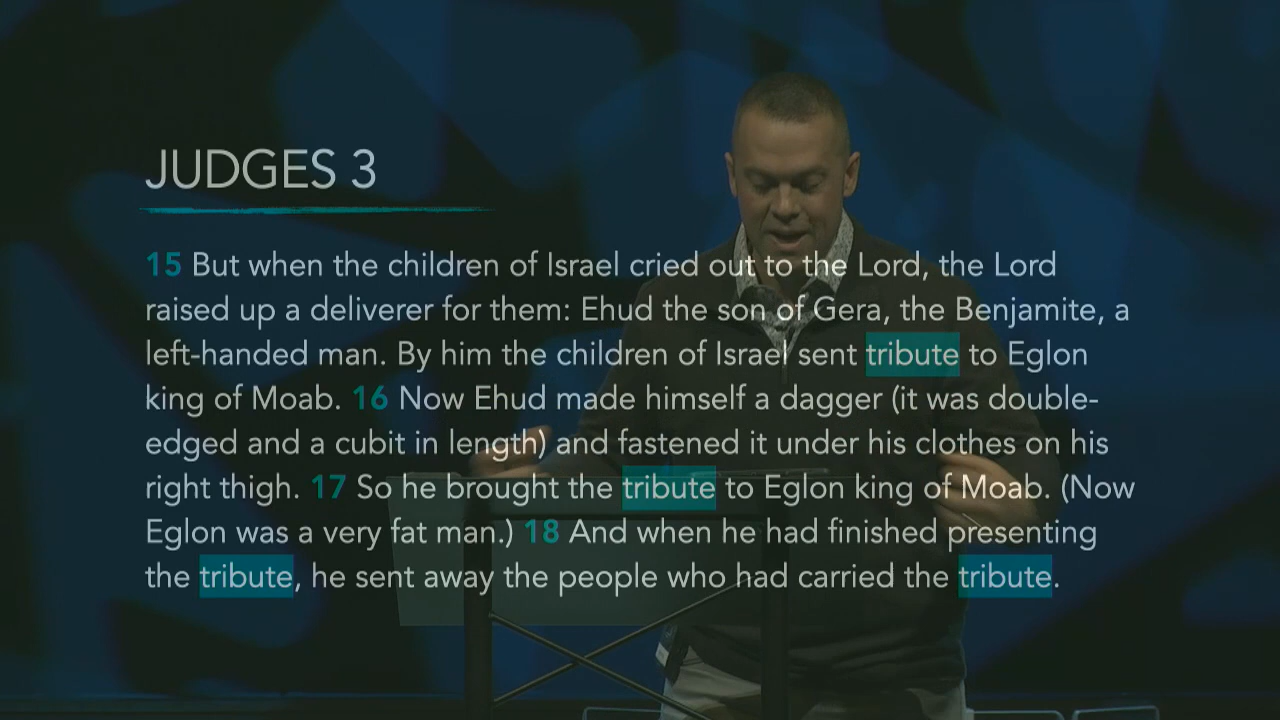 JUDGES 3
15 But when the children of Israel cried out to the Lord, the Lord
raised up a deliverer for them: Ehud the son of Gera, the Benjamite, a
left-handed man. By him the children of Israel sent tribute to Eglon
king of Moab. 16 Now Ehud made himself a dagger (it was double-
edged and a cubit in length) and fastened it under his clothes on his
right thigh. 17 So he brought the tribute to Eglon king of Moab. (Now
Eglon was a very fat man.) 18 And when he had finished presenting
the tribute, he sent away the people who had carried the tribute.